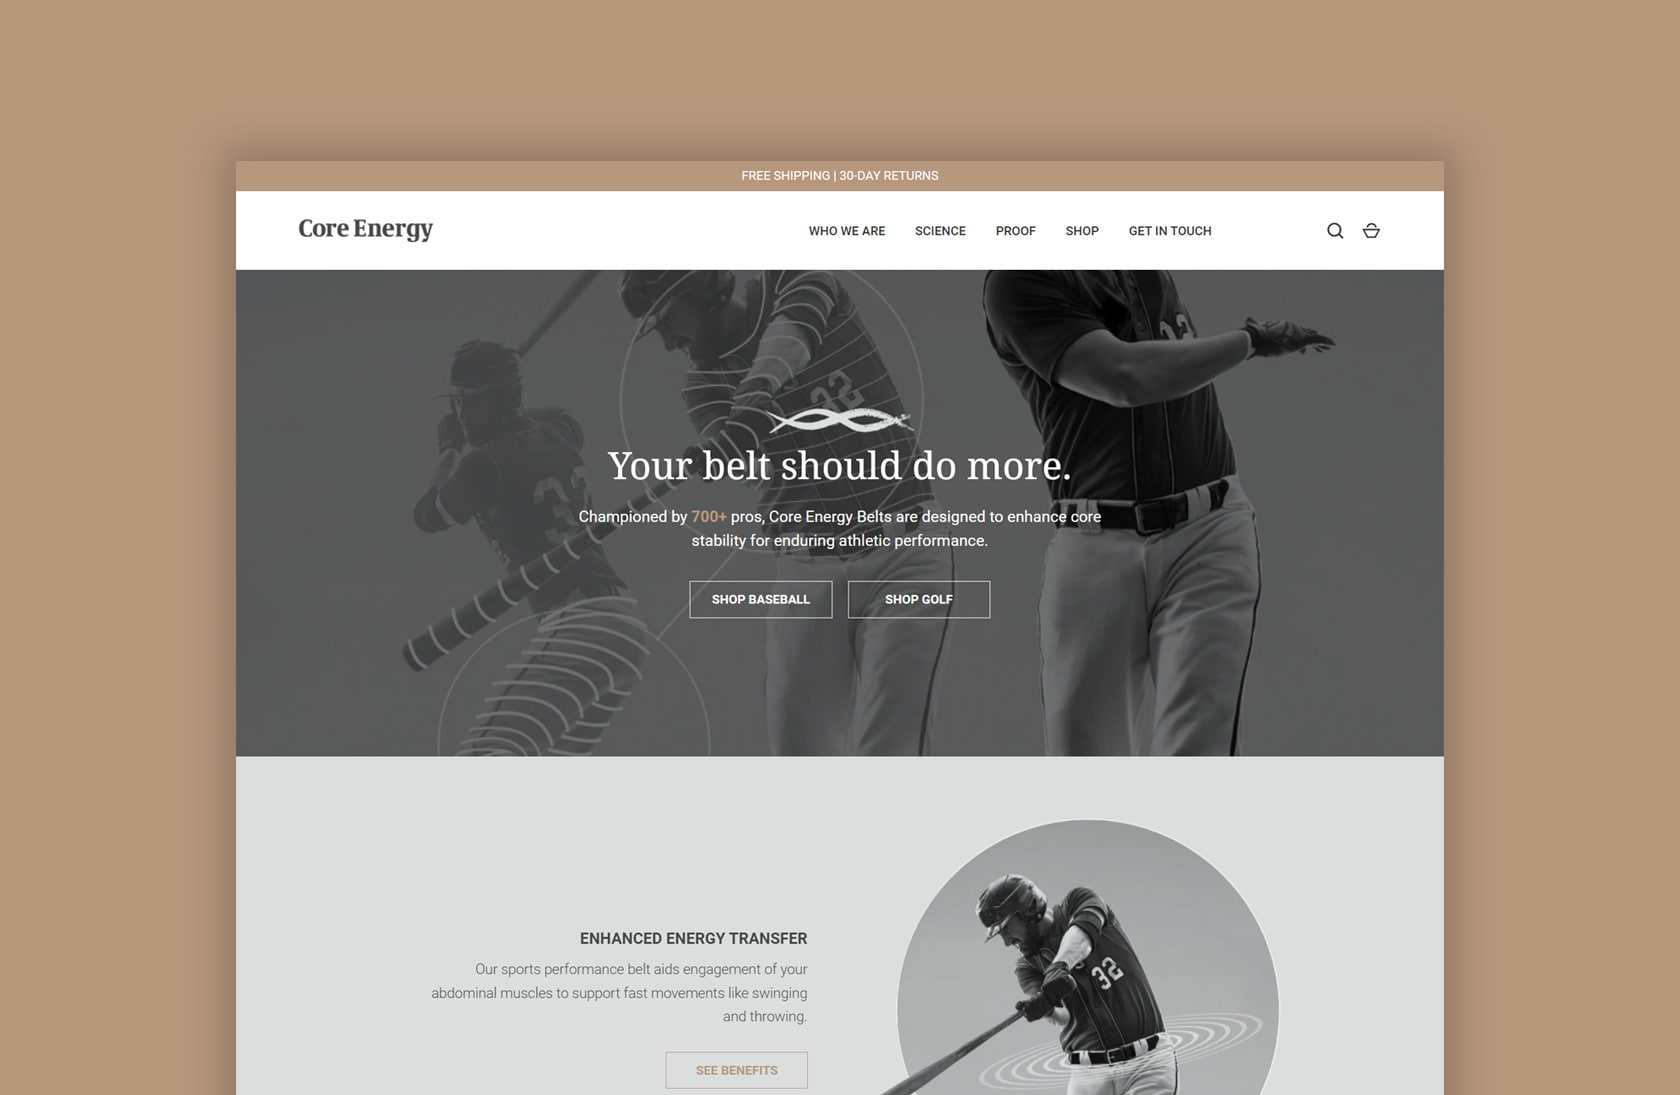 FREE SHIPPING | 30-DAY RETURNS
Core Energy
WHO WE ARE
SCIENCE
PROOF
SHOP
GET IN TOUCH
32
Your belt should do more.
Championed by 700+ pros, Core Energy Belts are designed to enhance core
stability for enduring athletic performance.
SHOP BASEBALL
SHOP GOLF
ENHANCED ENERGY TRANSFER
Our sports performance belt aids engagement of your
abdominal muscles to support fast movements like swinging
and throwing.
SEE BENEFITS
32